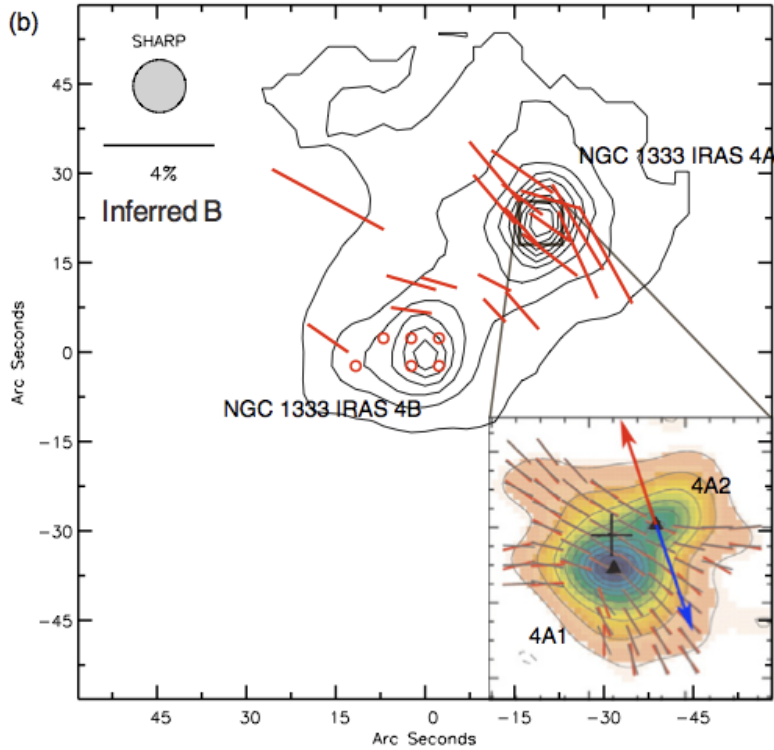 (b)
SHARP
4%
Inferred B
NGC 1333 IRAS 4A
NGC 1333 IRAS 4B
4A2
4A1
45
30
15
0
−15
−30
−45
Arc Seconds
45
30
15
0
−15
−30
−45
Arc Seconds